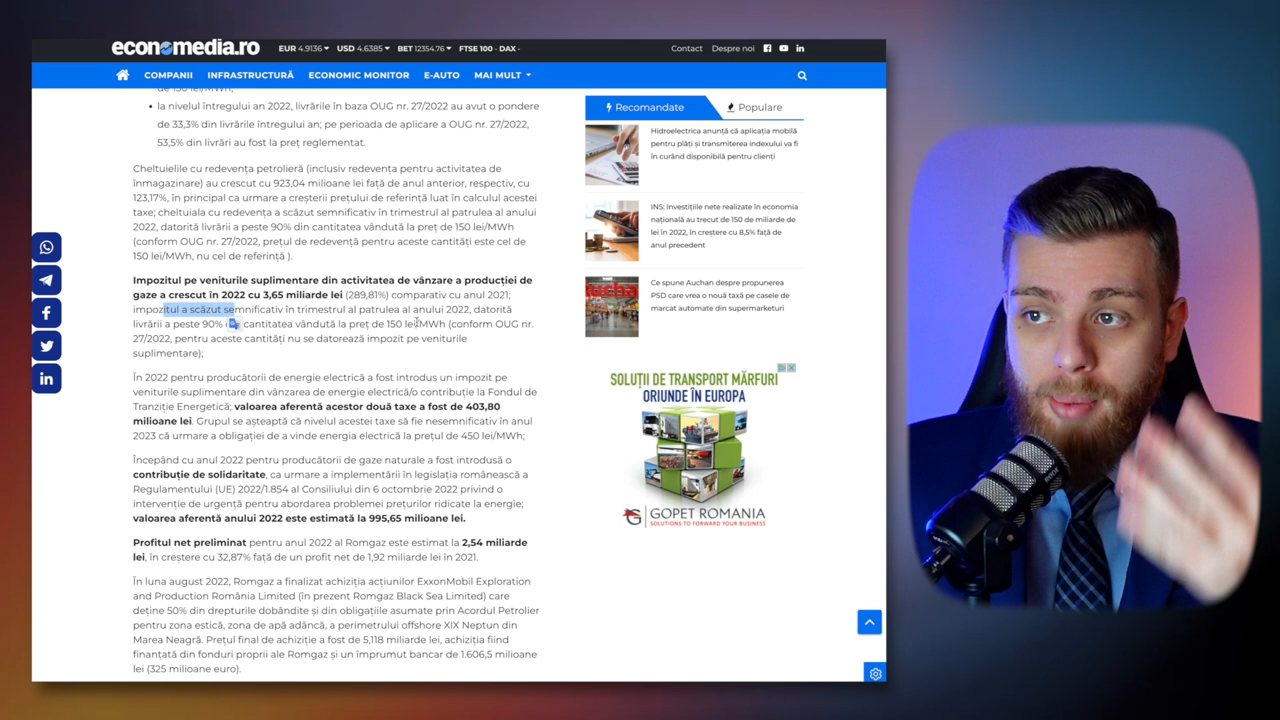 economedia.ro
EUR 4.9136 USD 4.6385 BET 12354.76 FTSE 100 - DAX -
Contact Despre noi
COMPANII INFRASTRUCTURĂ ECONOMIC MONITOR E-AUTO MAI MULT
de 150 lei/MWh;
• la nivelul întregului an 2022, livrările în baza OUG nr. 27/2022 au avut o pondere
de 33,3% din livrările întregului an; pe perioada de aplicare a OUG nr. 27/2022,
53,5% din livrări au fost la preț reglementat.
Cheltuielile cu redevența petrolieră (inclusiv redevența pentru activitatea de
înmagazinare) au crescut cu 923,04 milioane lei față de anul anterior, respectiv, cu
123,17%, în principal ca urmare a creșterii prețului de referință luat în calculul acestei
taxe; cheltuiala cu redevența a scăzut semnificativ în trimestrul al patrulea al anului
2022, datorită livrării a peste 90% din cantitatea vândută la preț de 150 lei/MWh
(conform OUG nr. 27/2022, prețul de redevență pentru aceste cantități este cel de
150 lei/MWh, nu cel de referință ).
Impozitul pe veniturile suplimentare din activitatea de vânzare a producției de
gaze a crescut în 2022 cu 3,65 miliarde lei (289,81%) comparativ cu anul 2021;
impozitul a scăzut semnificativ în trimestrul al patrulea al anului 2022, datorită
livrării a peste 90% cantitatea vândută la preț de 150 lei/MWh (conform OUG nr.
27/2022, pentru aceste cantități nu se datorează impozit pe veniturile
suplimentare);
În 2022 pentru producătorii de energie electrică a fost introdus un impozit pe
veniturile suplimentare din vânzarea de energie electrică/o contribuție la Fondul de
Tranziție Energetică; valoarea aferentă acestor două taxe a fost de 403,80
milioane lei. Grupul se așteaptă ca nivelul acestei taxe să fie nesemnificativ în anul
2023 că urmare a obligației de a vinde energia electrică la prețul de 450 lei/MWh;
Începând cu anul 2022 pentru producătorii de gaze naturale a fost introdusă o
contribuție de solidaritate, ca urmare a implementării în legislația românească a
Regulamentului (UE) 2022/1.854 al Consiliului din 6 octombrie 2022 privind o
intervenție de urgență pentru abordarea problemei prețurilor ridicate la energie;
valoarea aferentă anului 2022 este estimată la 995,65 milioane lei.
Profitul net preliminat pentru anul 2022 al Romgaz este estimat la 2,54 miliarde
lei, în creștere cu 32,87% față de un profit net de 1,92 miliarde lei în 2021.
În luna august 2022, Romgaz a finalizat achiziția acțiunilor ExxonMobil Exploration
and Production România Limited (în prezent Romgaz Black Sea Limited) care
deține 50% din drepturile dobândite și din obligațiile asumate prin Acordul Petrolier
pentru zona estică, zona de apă adâncă, a perimetrului offshore XIX Neptun din
Marea Neagră. Prețul final de achiziție a fost de 5,118 miliarde lei, achiziția fiind
finanțată din fonduri proprii ale Romgaz și un împrumut bancar de 1.606,5 milioane
lei (325 milioane euro).
Recomandate Populare
Hidroelectrica anunță că aplicația mobilă
pentru plăți și transmiterea indexului va fi
în curând disponibilă pentru clienți
INS: Investițiile nete realizate în economia
națională au trecut de 150 de miliarde de
lei în 2022, în creștere cu 8,5% față de
anul precedent
Ce spune Auchan despre propunerea
PSD care vrea o nouă taxă pe casele de
marcat automat din supermarketuri
SOLUȚII DE TRANSPORT MĂRFURI
ORIUNDE ÎN EUROPA
GOPET ROMANIA
SOLUTIONS TO FORWARD YOUR BUSINESS